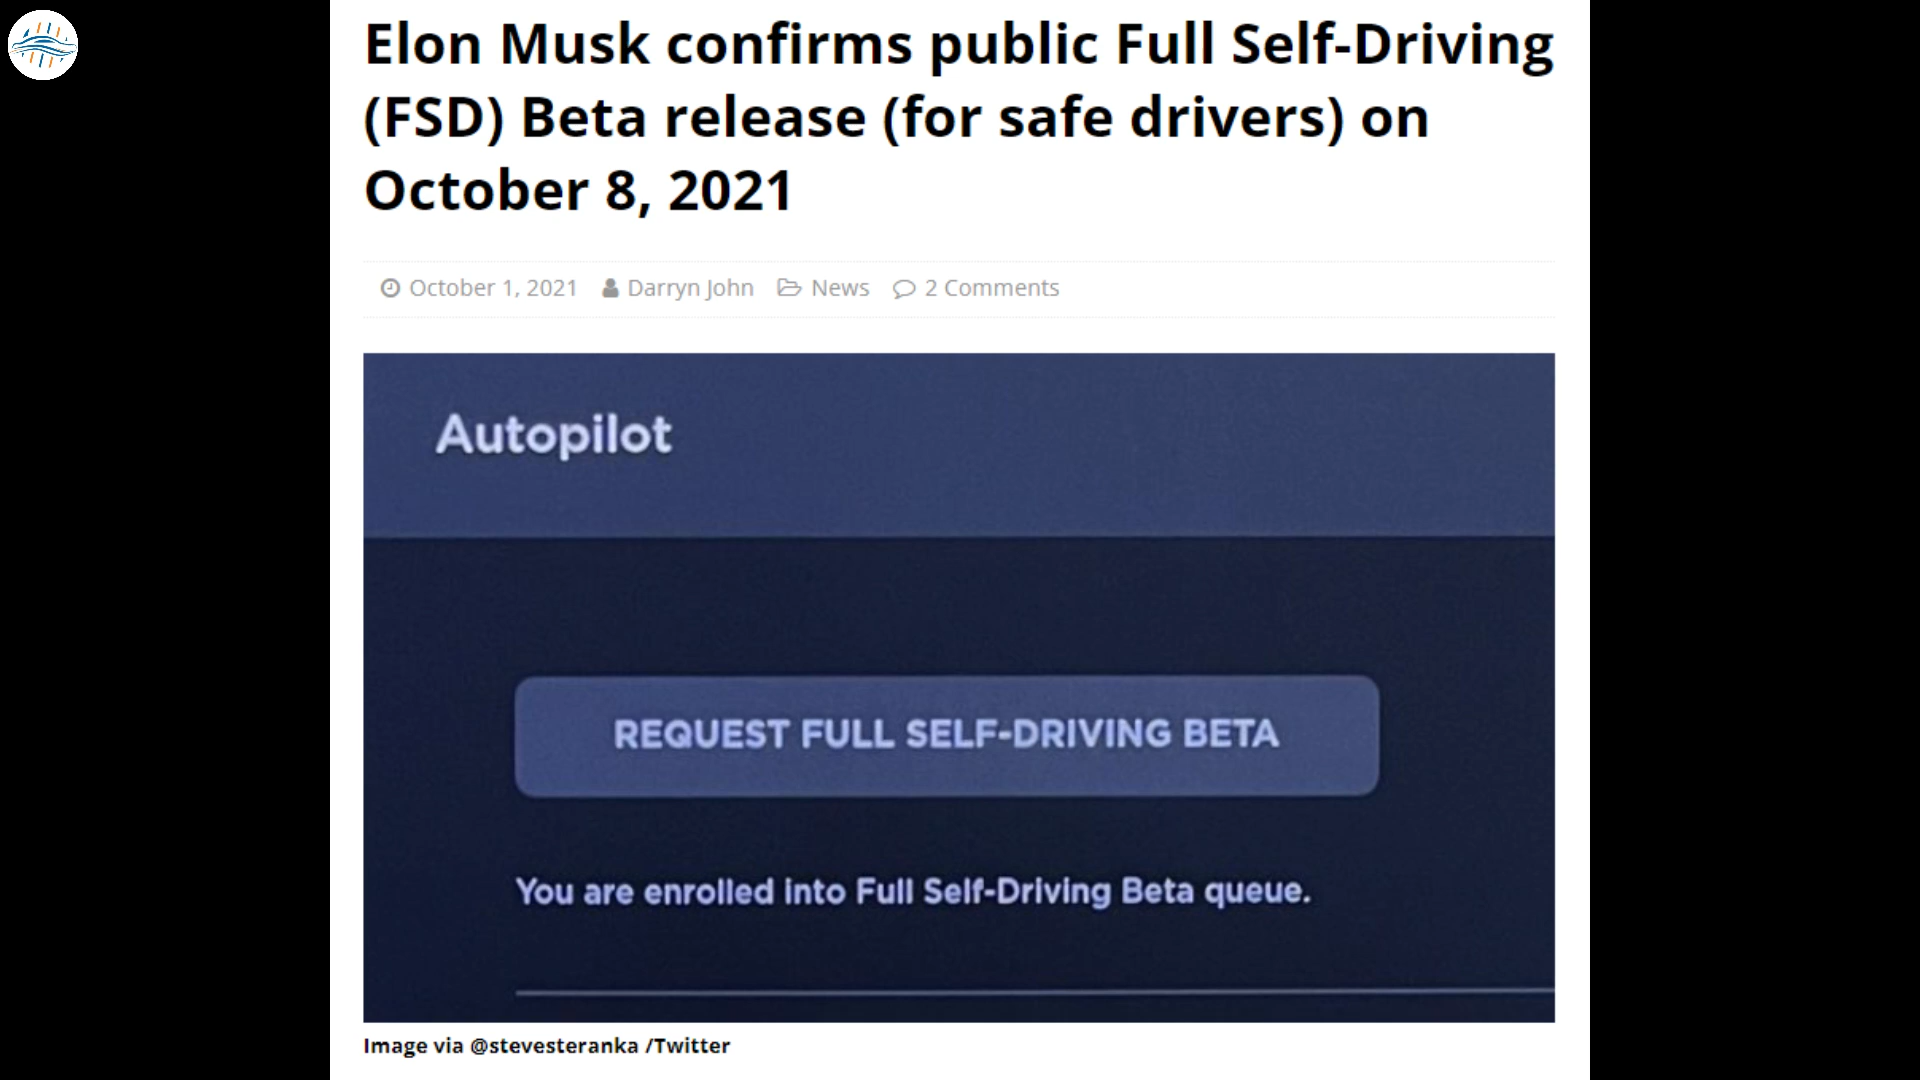 Elon Musk confirms public Full Self-Driving
(FSD) Beta release (for safe drivers) on
October 8, 2021
October 1, 2021 Darryn John News 2 Comments
Autopilot
REQUEST FULL SELF-DRIVING BETA
You are enrolled into Full Self-Driving Beta queue.
Image via @stevesteranka /Twitter